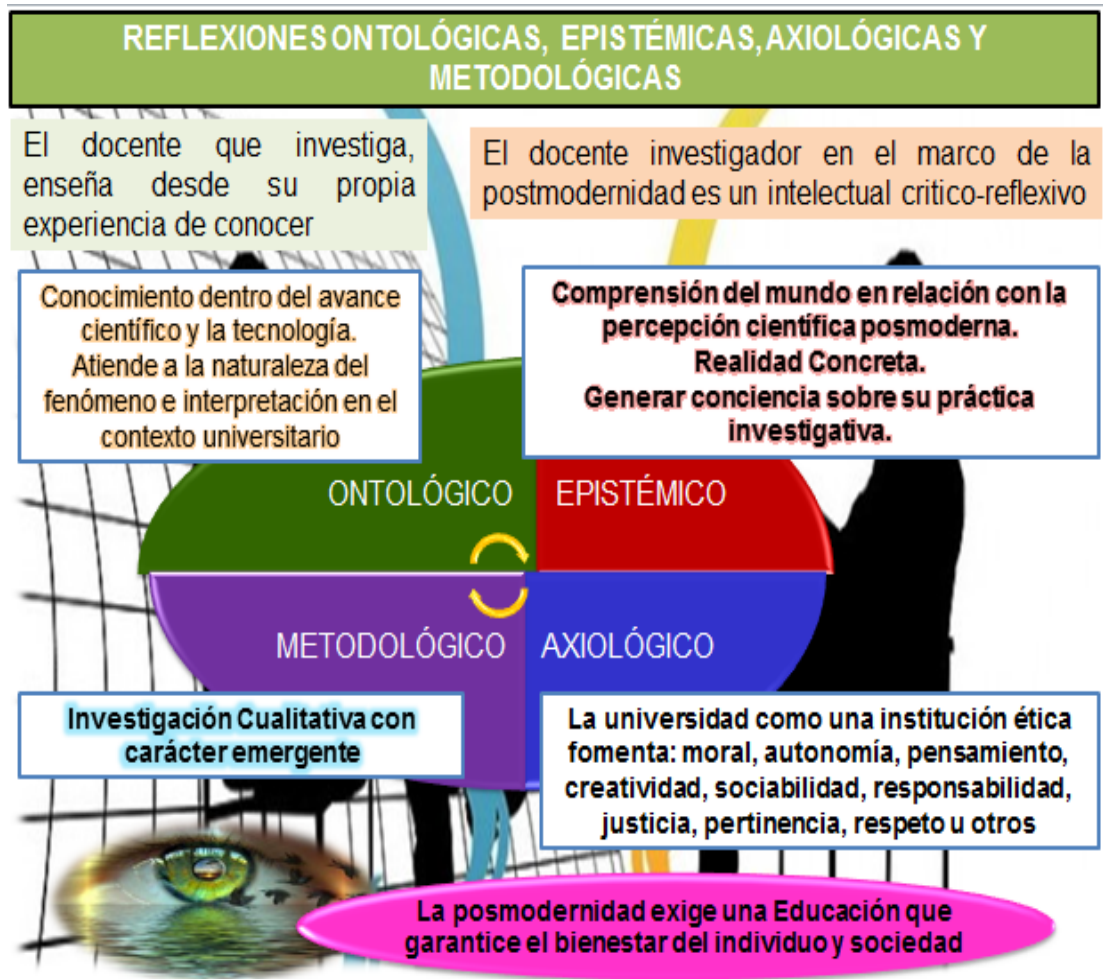 REFLEXIONES ONTOLÓGICAS, EPISTÉMICAS, AXIOLÓGICAS Y
METODOLÓGICAS
El docente que investiga,
enseña desde su propia
experiencia de conocer
El docente investigador en el marco de la
postmodernidad es un intelectual critico-reflexivo
Conocimiento dentro del avance
científico y la tecnología.
Atiende a la naturaleza del
fenómeno e interpretación en el
contexto universitario
Comprensión del mundo en relación con la
percepción científica posmoderna.
Realidad Concreta.
Generar conciencia sobre su práctica
investigativa.
ONTOLÓGICO
EPISTÉMICO
METODOLÓGICO
AXIOLÓGICO
Investigación Cualitativa con
carácter emergente
La universidad como una institución ética
fomenta: moral, autonomía, pensamiento,
creatividad, sociabilidad, responsabilidad,
justicia, pertinencia, respeto u otros
La posmodernidad exige una Educación que
garantice el bienestar del individuo y sociedad